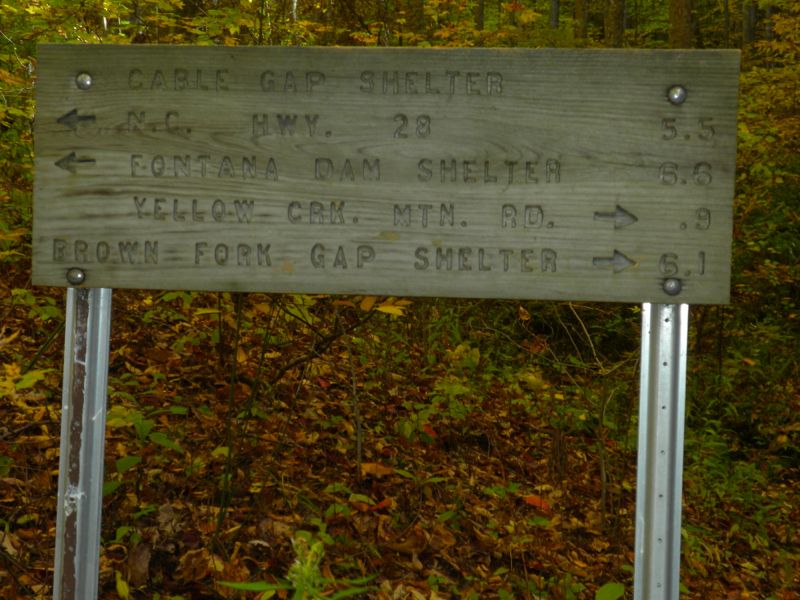 CABLE GAP SHELTER
← N.C. HWY. 28 5.5
← FONTANA DAM SHELTER 6.6
YELLOW CRK. MTN. RD. → .9
BROWN FORK GAP SHELTER → 6.1